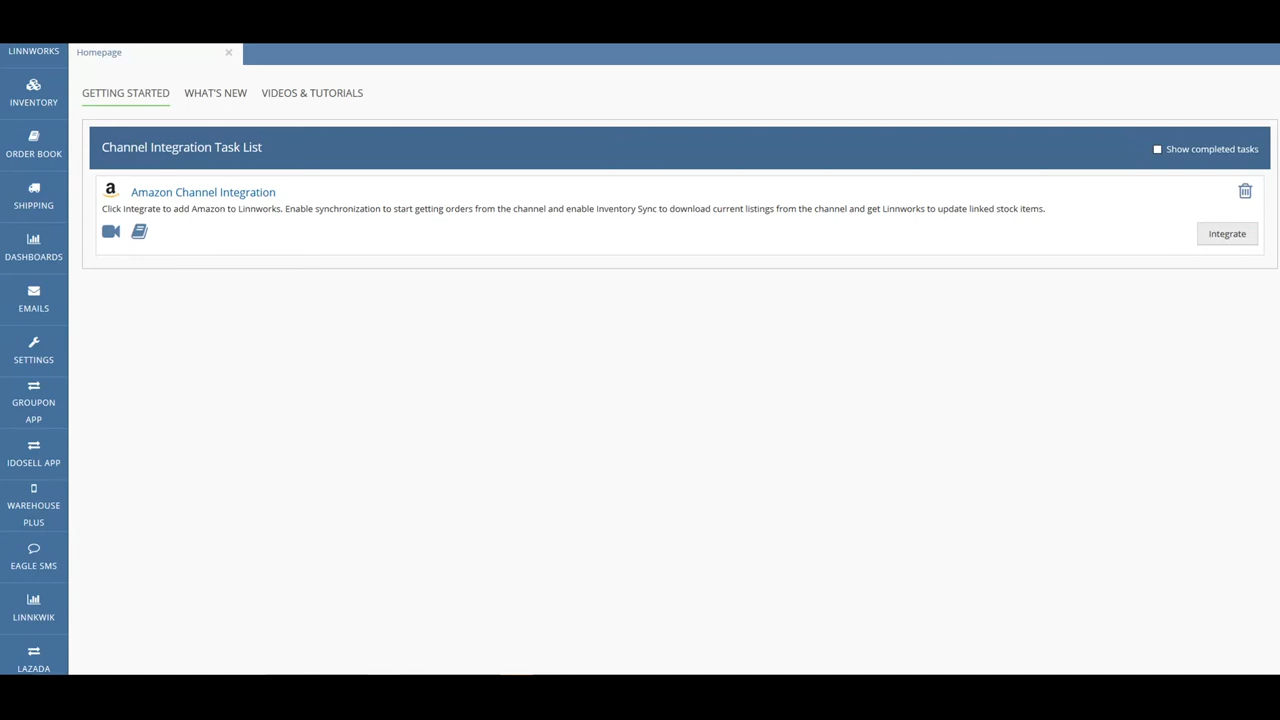 LINNWORKS
INVENTORY
ORDER BOOK
SHIPPING
DASHBOARDS
EMAILS
SETTINGS
GROUPON
APP
IDOSELL APP
WAREHOUSE
PLUS
EAGLE SMS
LINNKWIK
LAZADA
Homepage
GETTING STARTED WHAT'S NEW VIDEOS & TUTORIALS
Channel Integration Task List
Show completed tasks
Amazon Channel Integration
Click Integrate to add Amazon to Linnworks. Enable synchronization to start getting orders from the channel and enable Inventory Sync to download current listings from the channel and get Linnworks to update linked stock items.
Integrate